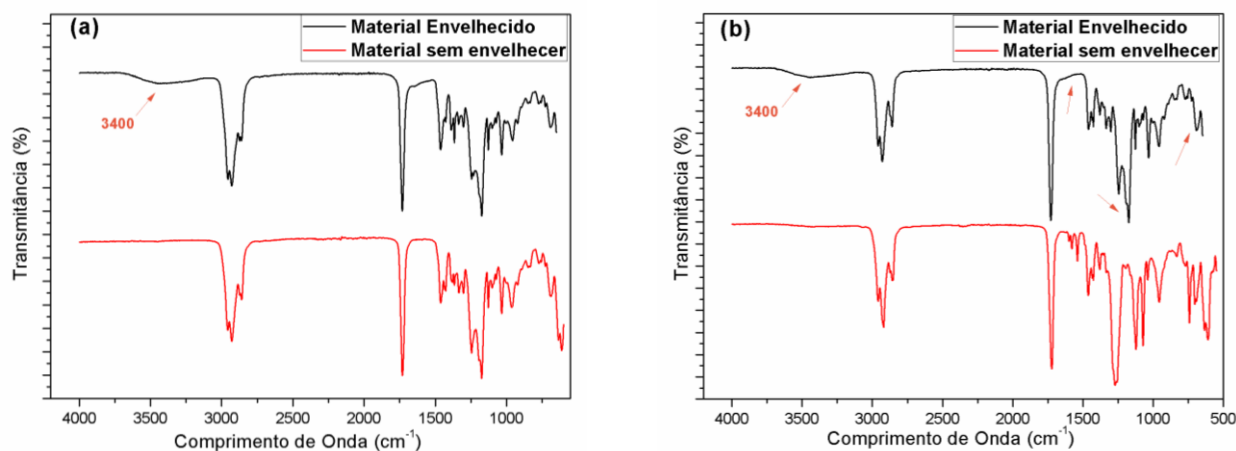 (a)
Material Envelhecido
Material sem envelhecer
3400
Transmitância (%)
4000 3500 3000 2500 2000 1500 1000
Comprimento de Onda (cm⁻¹)
(b)
Material Envelhecido
Material sem envelhecer
3400
Transmitância (%)
4000 3500 3000 2500 2000 1500 1000 500
Comprimento de Onda (cm⁻¹)